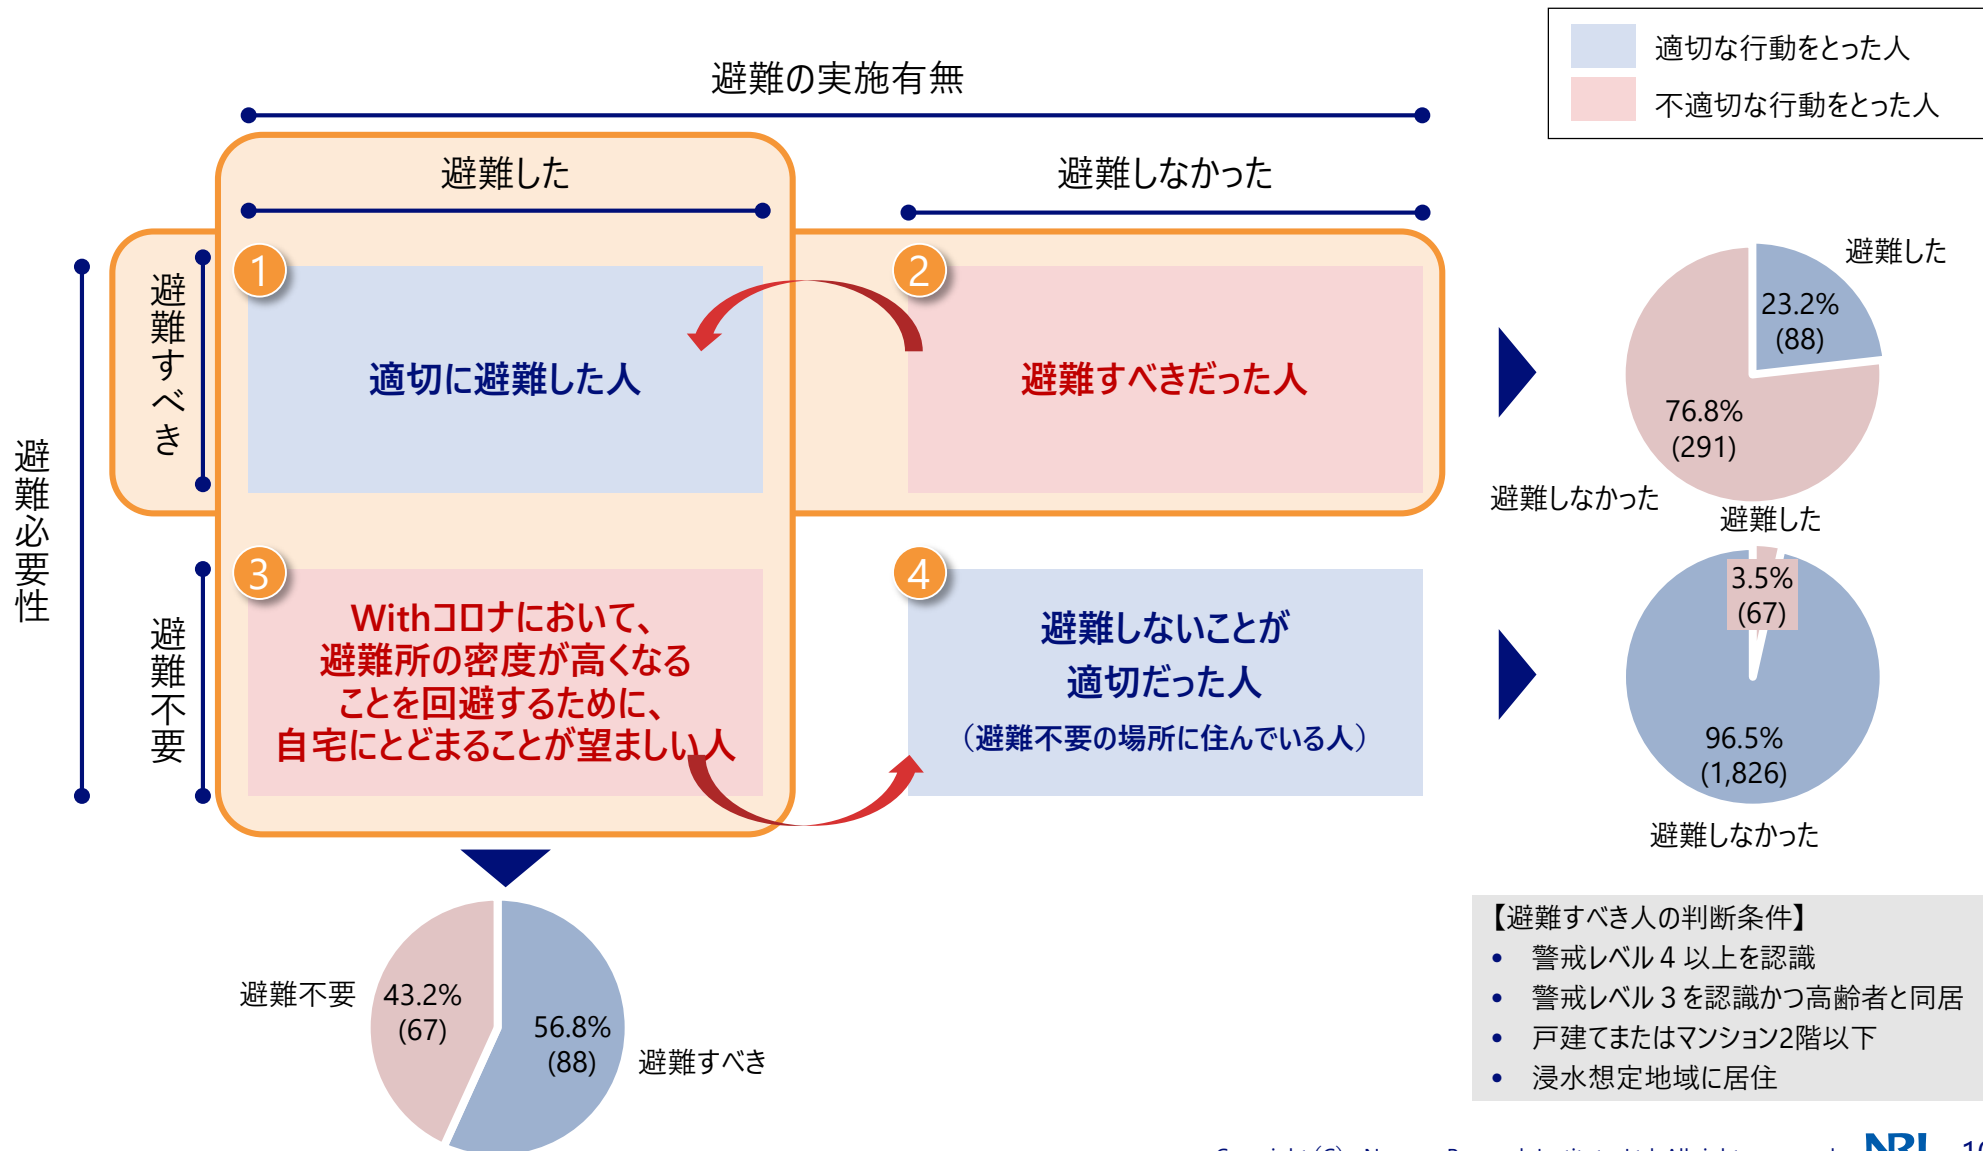 適切な行動をとった人
不適切な行動をとった人
避難の実施有無
避難した
避難しなかった
避難必要性
避難すべき
避難不要
1
適切に避難した人
2
避難すべきだった人
3
Withコロナにおいて、
避難所の密度が高くなる
ことを回避するために、
自宅にとどまることが望ましい人
4
避難しないことが
適切だった人
（避難不要の場所に住んでいる人）
避難した
23.2%
(88)
76.8%
(291)
避難しなかった
避難した
3.5%
(67)
96.5%
(1,826)
避難しなかった
避難不要
43.2%
(67)
56.8%
(88)
避難すべき
【避難すべき人の判断条件】
• 警戒レベル４以上を認識
• 警戒レベル３を認識かつ高齢者と同居
• 戸建てまたはマンション2階以下
• 浸水想定地域に居住
NRI